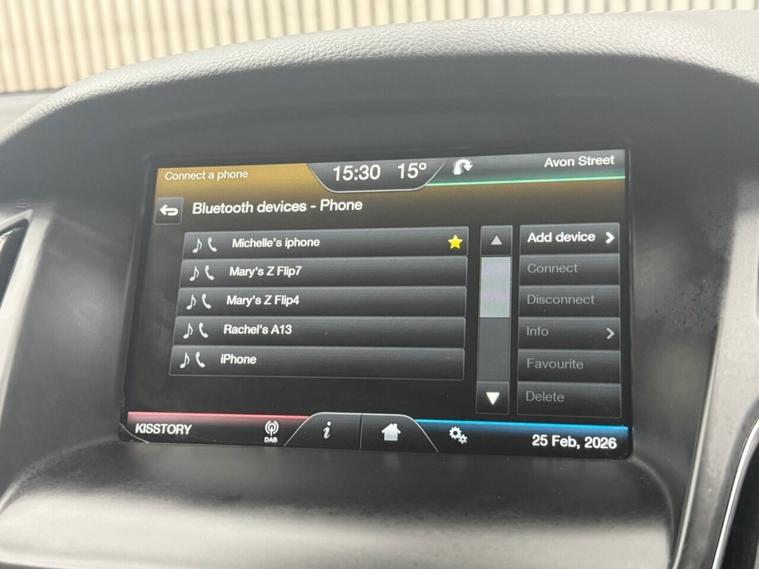 Connect a phone
15:30 15°
Avon Street
Bluetooth devices - Phone
Michelle's iphone
Mary's Z Flip7
Mary's Z Flip4
Rachel's A13
iPhone
Add device
Connect
Disconnect
Info
Favourite
Delete
KISSTORY
DAB
i
25 Feb, 2026